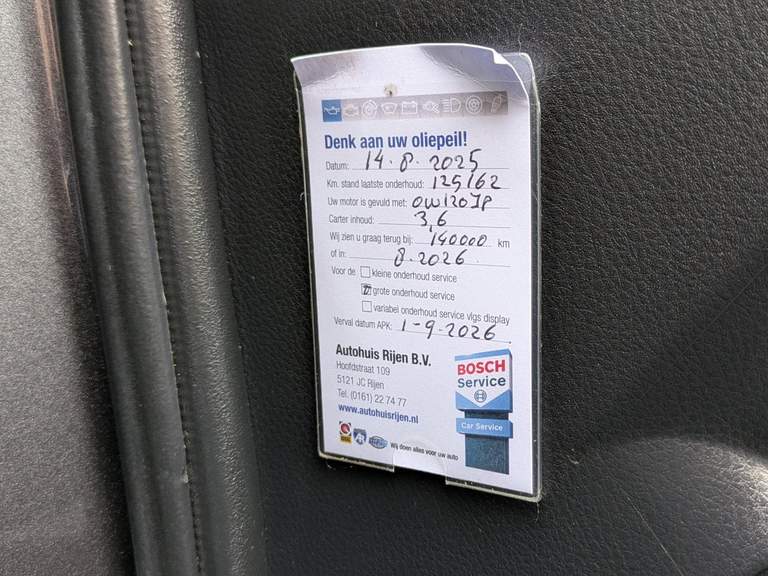 Denk aan uw oliepeil!
Datum: 14.8.2025
Km. stand laatste onderhoud: 125162
Uw motor is gevuld met: 0W120JP
Carter inhoud: 3,6
Wij zien u graag terug bij: 140000 km
of in: 8.2026
Voor de kleine onderhoud service
grote onderhoud service
variabel onderhoud service vlgs display
Verval datum APK: 1-9-2026
Autohuis Rijen B.V.
Hoofdstraat 109
5121 JC Rijen
Tel. (0161) 22 74 77
www.autohuisrijen.nl
BOSCH
Service
Car Service
Wij doen alles voor uw auto